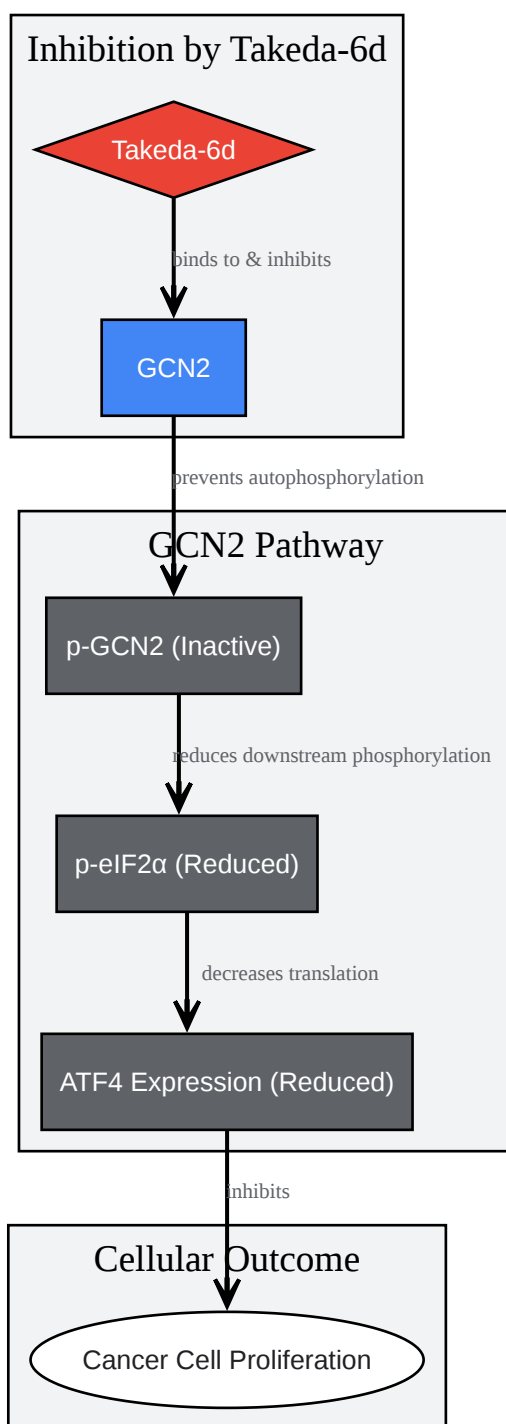 Inhibition by Takeda-6d
Takeda-6d
binds to & inhibits
GCN2
prevents autophosphorylation
GCN2 Pathway
p-GCN2 (Inactive)
reduces downstream phosphorylation
p-eIF2α (Reduced)
decreases translation
ATF4 Expression (Reduced)
inhibits
Cellular Outcome
Cancer Cell Proliferation